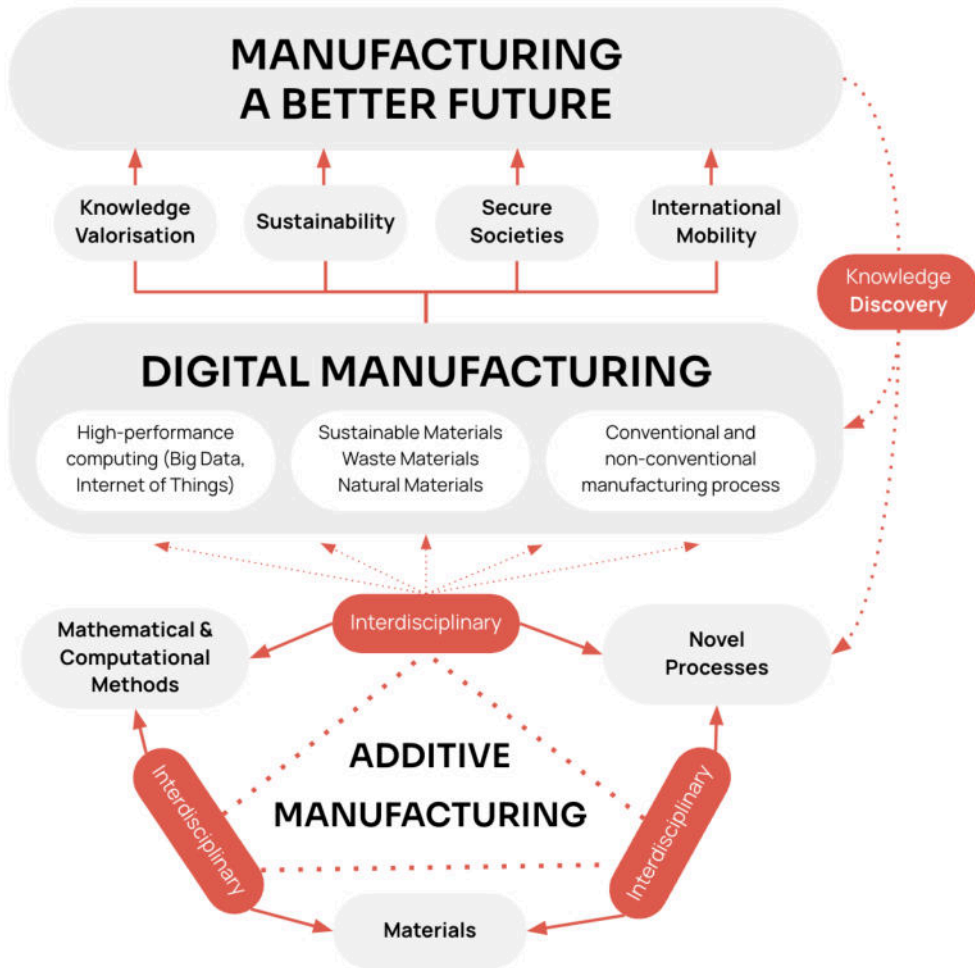 MANUFACTURING
A BETTER FUTURE
Knowledge
Valorisation
Sustainability
Secure
Societies
International
Mobility
Knowledge
Discovery
DIGITAL MANUFACTURING
High-performance
computing (Big Data,
Internet of Things)
Sustainable Materials
Waste Materials
Natural Materials
Conventional and
non-conventional
manufacturing process
Interdisciplinary
Mathematical &
Computational
Methods
Novel
Processes
ADDITIVE
MANUFACTURING
Interdisciplinary
Interdisciplinary
Materials